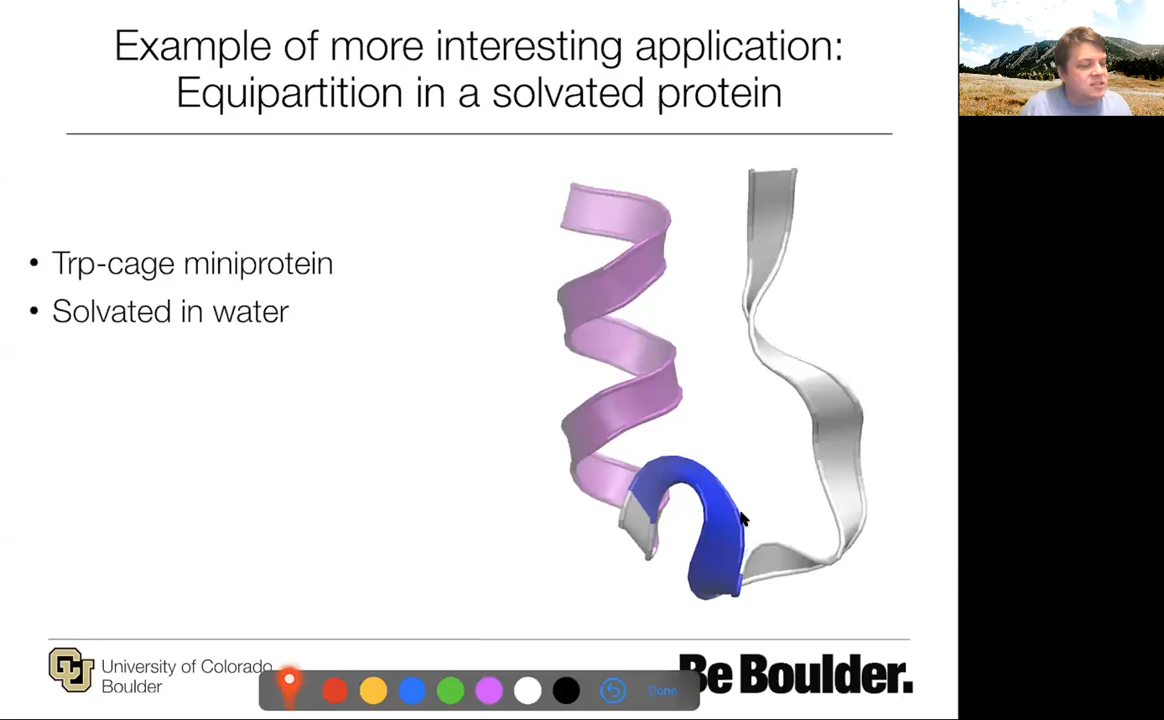 Example of more interesting application:
Equipartition in a solvated protein
• Trp-cage miniprotein
• Solvated in water
CU
University of Colorado
Boulder
Be Boulder.
Done